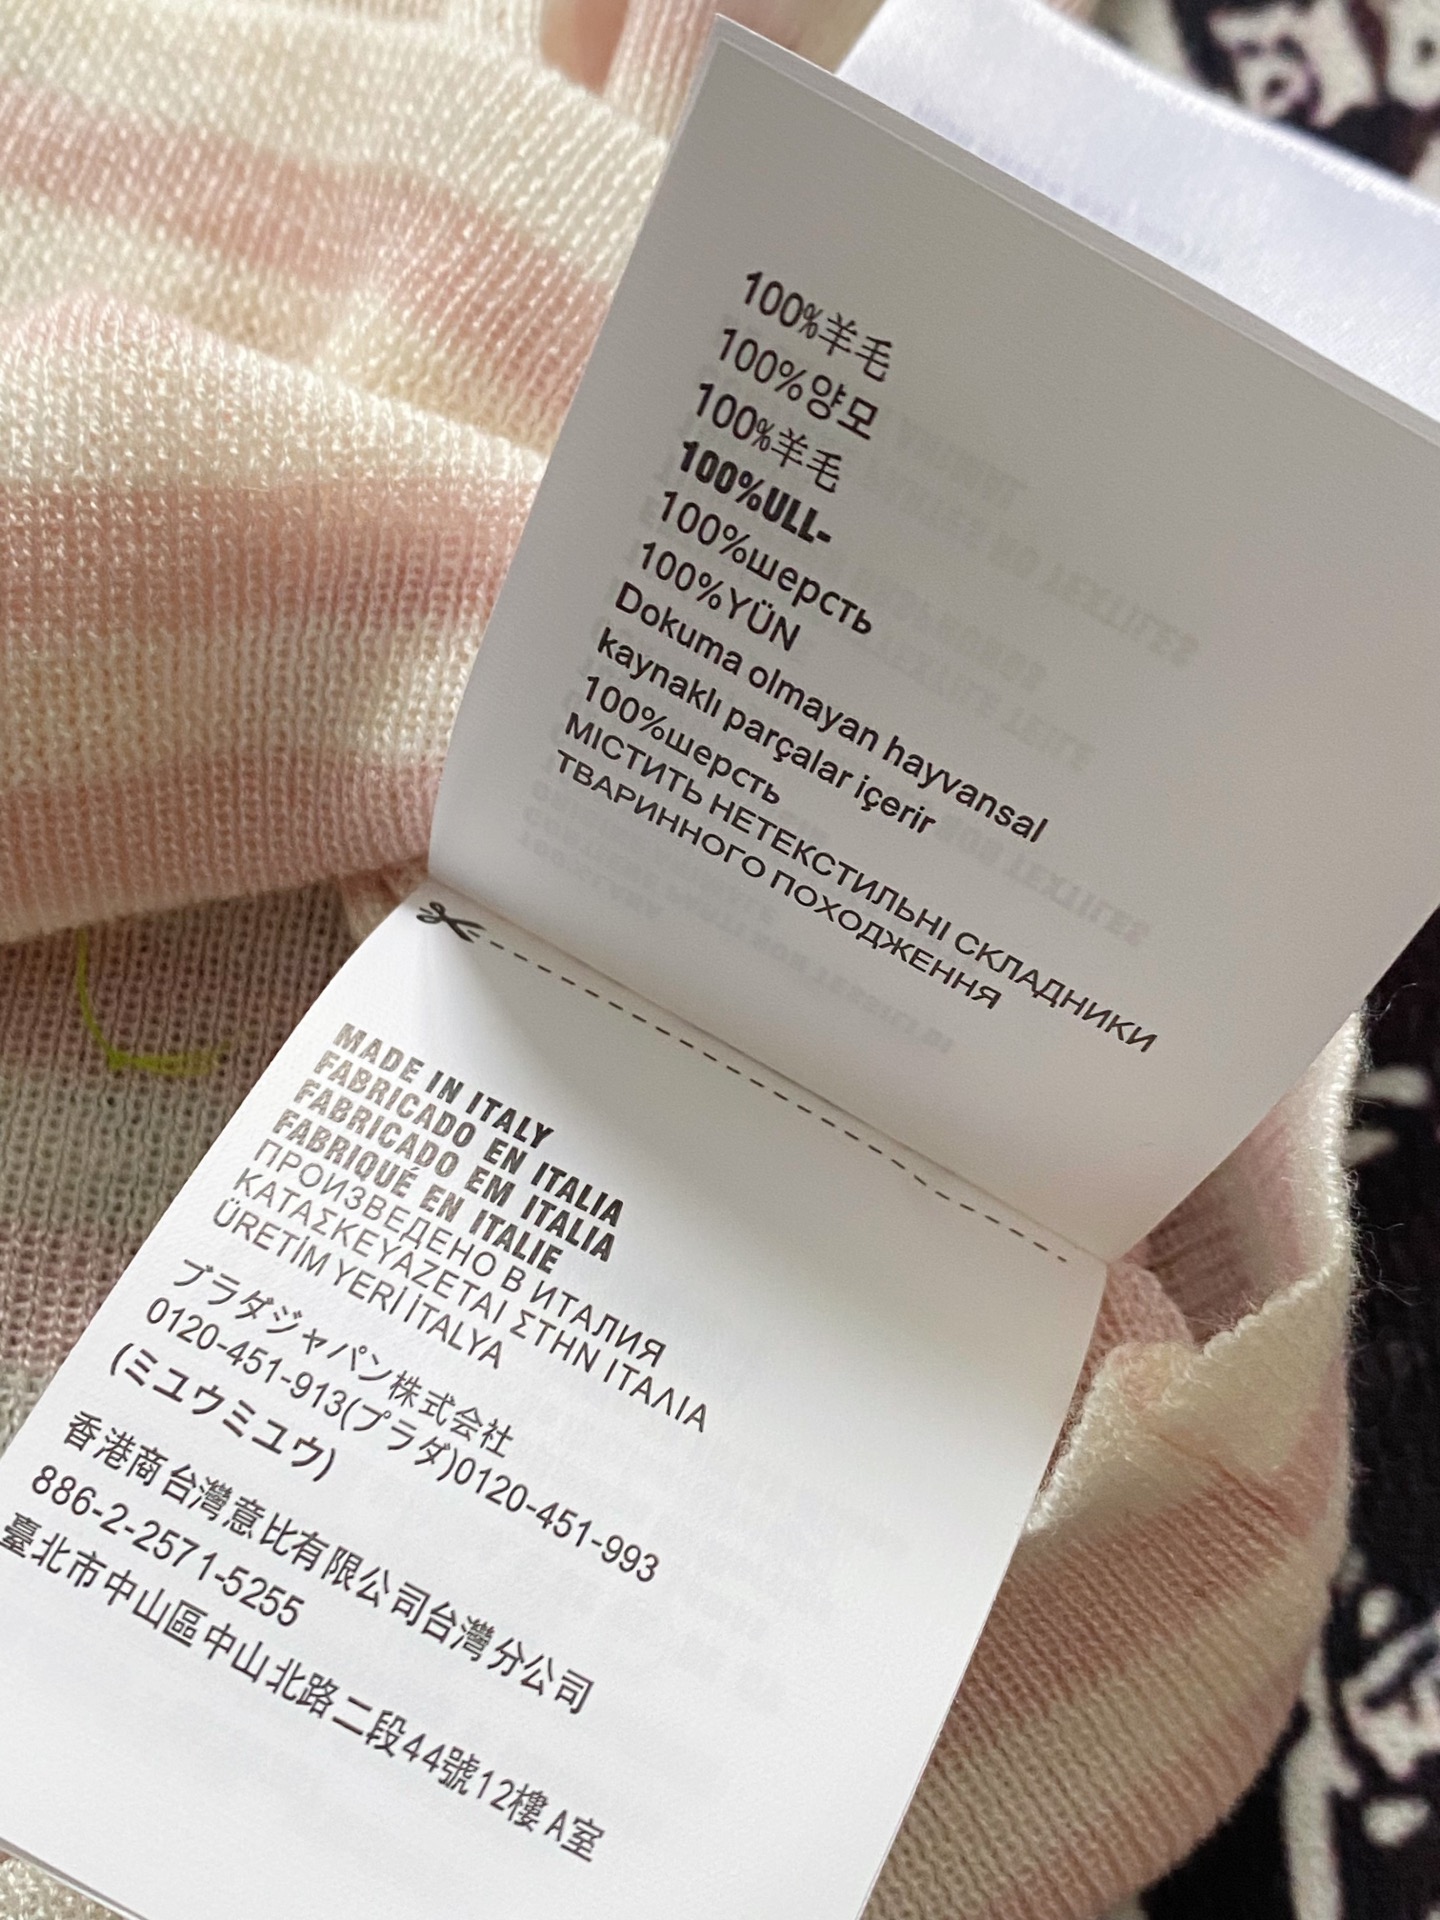 100%羊毛
100%양모
100%羊毛
100%ULL-
100%шерсть
100%YÜN
Dokuma olmayan hayvansal
kaynaklı parçalar içerir
100%шерсть
МІСТИТЬ НЕТЕКСТИЛЬНІ СКЛАДНИКИ
ТВАРИННОГО ПОХОДЖЕННЯ
MADE IN ITALY
FABRICADO EN ITALIA
FABRICADO EM ITALIA
FABRIQUÉ EN ITALIE
ПРОИЗВЕДЕНО В ИТАЛИЯ
ΚΑΤΑΣΚΕΥΑΖΕΤΑΙ ΣΤΗΝ ΙΤΑΛΙΑ
ÜRETİM YERİ İTALYA
プラダジャパン株式会社
0120-451-913(プラダ)0120-451-993
(ミュウミュウ)
香港商台灣意比有限公司台灣分公司
886-2-2571-5255
臺北市中山區中山北路二段44號12樓A室